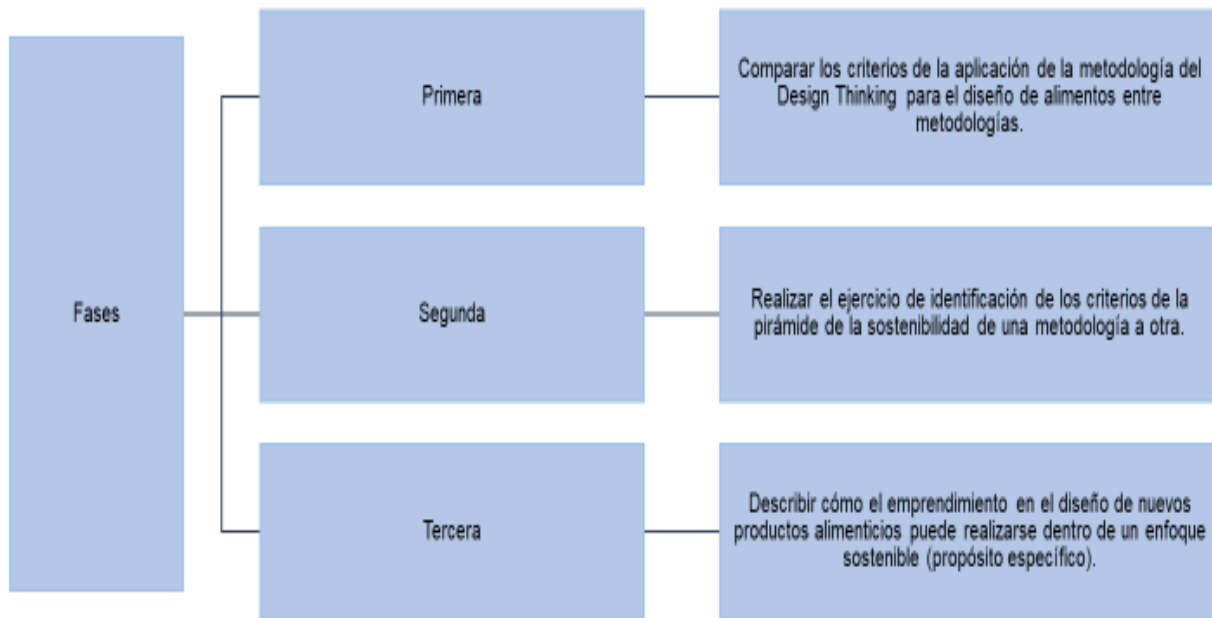 Fases
Primera
Comparar los criterios de la aplicación de la metodología del
Design Thinking para el diseño de alimentos entre
metodologías.
Segunda
Realizar el ejercicio de identificación de los criterios de la
pirámide de la sostenibilidad de una metodología a otra.
Tercera
Describir cómo el emprendimiento en el diseño de nuevos
productos alimenticios puede realizarse dentro de un enfoque
sostenible (propósito específico).